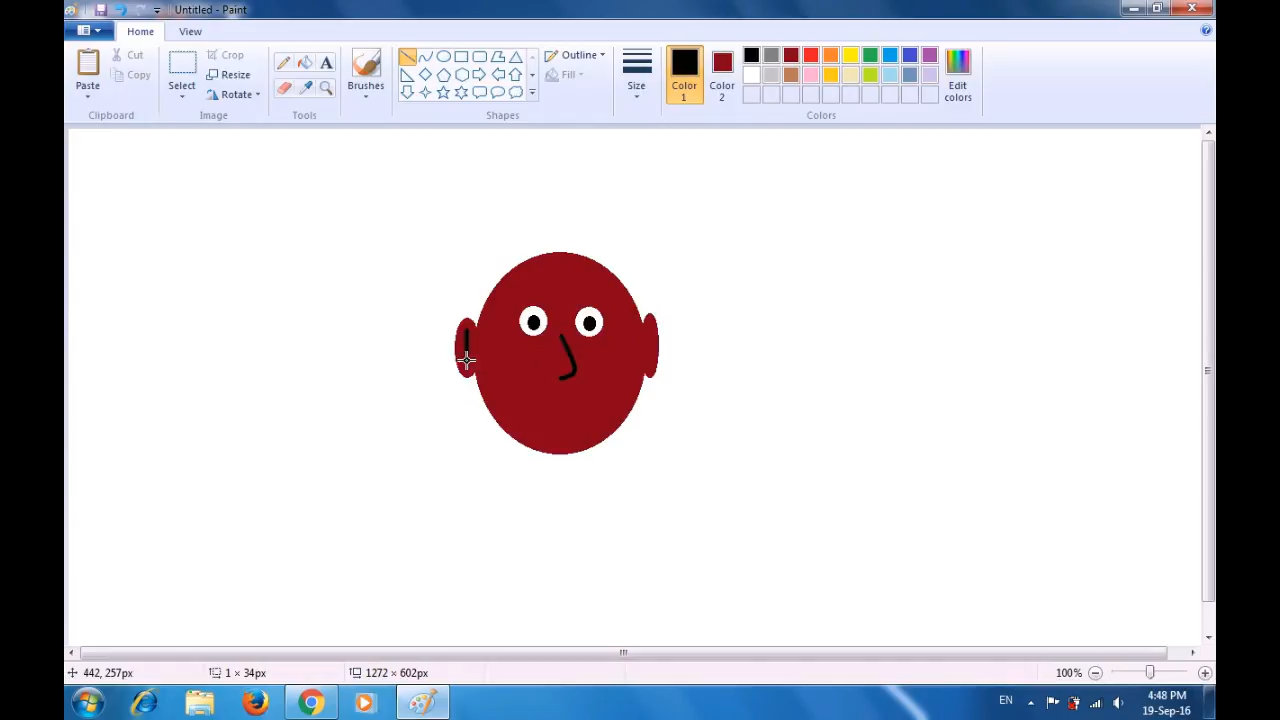 Untitled - Paint
Home View
Paste
Cut
Copy
Clipboard
Select
Crop
Resize
Rotate
Image
A
Tools
Brushes
Outline
Fill
Shapes
Size
Color 1
Color 2
Edit colors
Colors
442, 257px
1 × 34px
1272 × 602px
100%
EN
4:48 PM
19-Sep-16